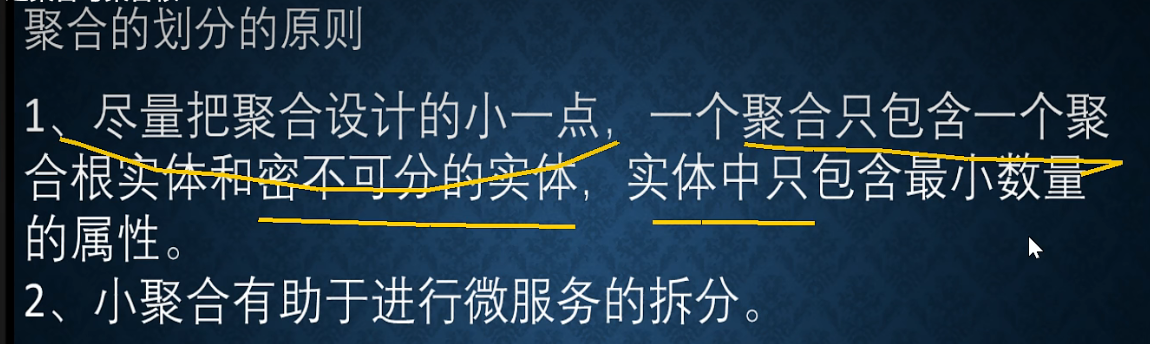 聚合的划分的原则
1、尽量把聚合设计的小一点，一个聚合只包含一个聚
合根实体和密不可分的实体，实体中只包含最小数量
的属性。
2、小聚合有助于进行微服务的拆分。